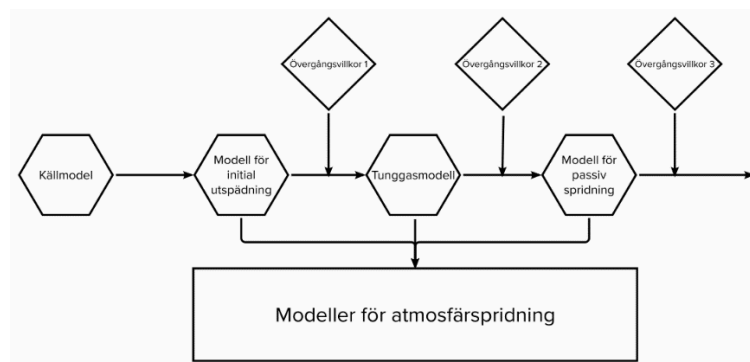 Övergångsvillkor 1
Övergångsvillkor 2
Övergångsvillkor 3
Källmodel
Modell för
initial
utspädning
Tunggasmodell
Modell för
passiv
spridning
Modeller för atmosfärspridning